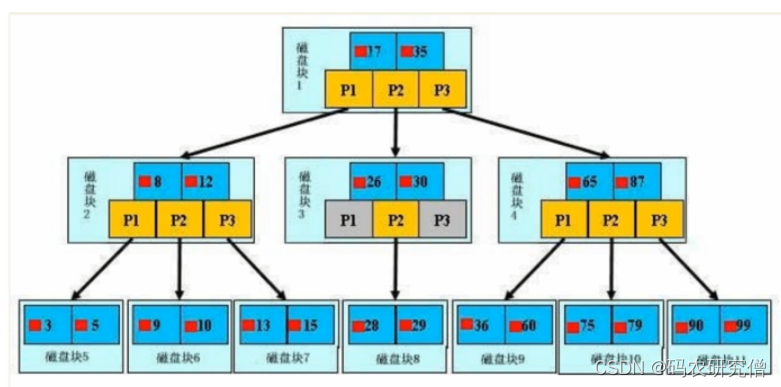 磁盘块1
17 35
P1 P2 P3
磁盘块2
8 12
P1 P2 P3
磁盘块3
26 30
P1 P2 P3
磁盘块4
65 87
P1 P2 P3
3 5
磁盘块5
9 10
磁盘块6
13 15
磁盘块7
28 29
磁盘块8
36 60
磁盘块9
75 79
磁盘块10
90 99
磁盘块11
CSDN @码农研究僧